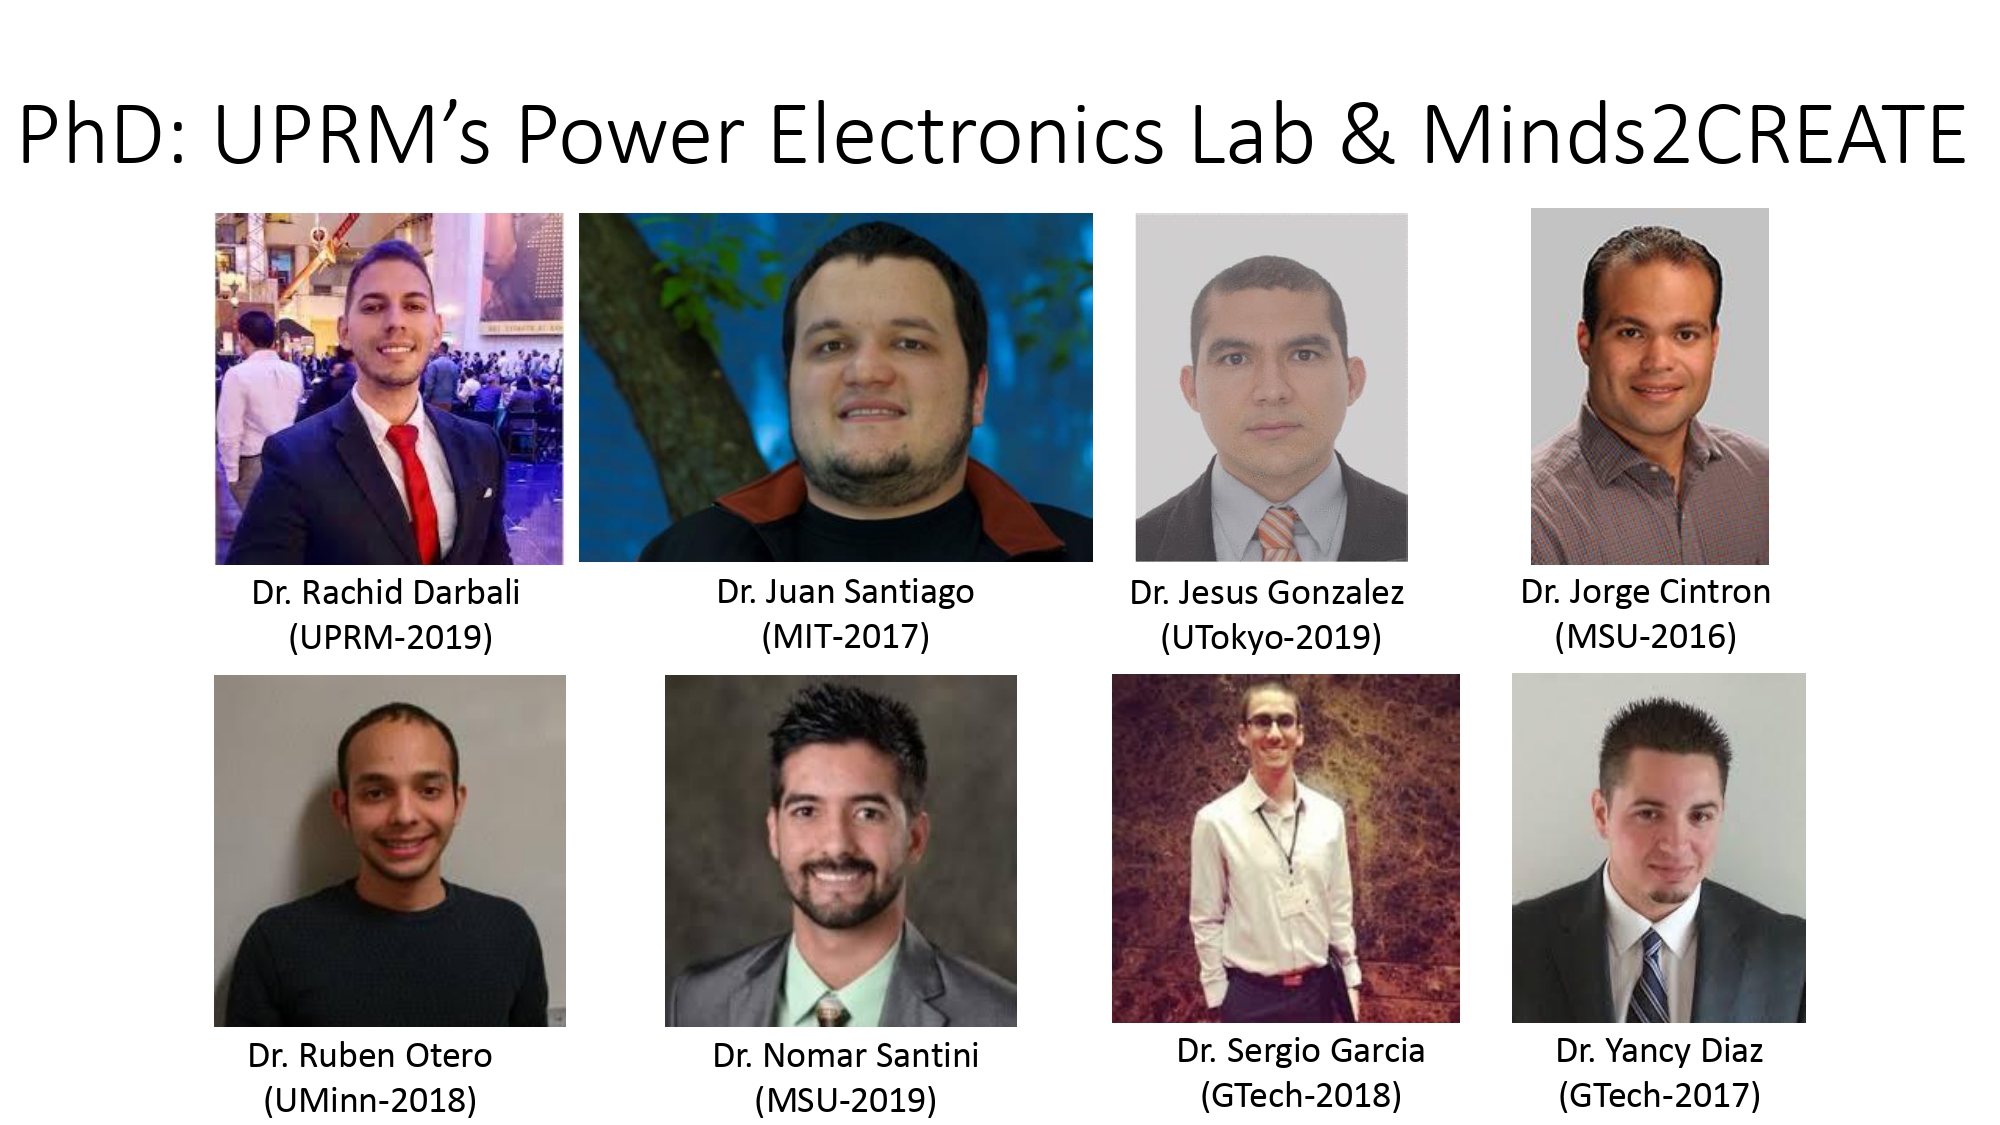 PhD: UPRM’s Power Electronics Lab & Minds2CREATE
Dr. Rachid Darbali
(UPRM-2019)
Dr. Juan Santiago
(MIT-2017)
Dr. Jesus Gonzalez
(UTokyo-2019)
Dr. Jorge Cintron
(MSU-2016)
Dr. Ruben Otero
(UMinn-2018)
Dr. Nomar Santini
(MSU-2019)
Dr. Sergio Garcia
(GTech-2018)
Dr. Yancy Diaz
(GTech-2017)